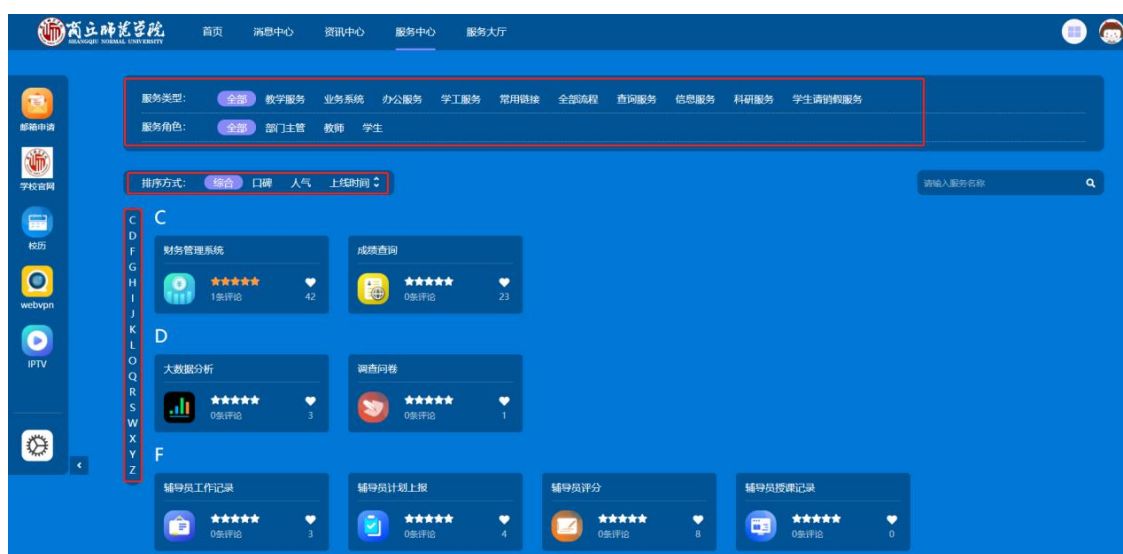 商丘师范学院 首页 消息中心 资讯中心 服务中心 服务大厅
SHANGQIU NORMAL UNIVERSITY
邮箱申请
学校官网
校历
webvpn
IPTV
服务类型: 全部 教学服务 业务系统 办公服务 学工服务 常用链接 全部流程 查询服务 信息服务 科研服务 学生请销假服务
服务角色: 全部 部门主管 教师 学生
排序方式: 综合 口碑 人气 上线时间 请输入服务名称
C
D
F
G
H
I
J
K
L
O
Q
R
S
W
X
Y
Z
C
财务管理系统 成绩查询
1条评论 42 0条评论 23
D
大数据分析 调查问卷
0条评论 3 0条评论 1
F
辅导员工作记录 辅导员计划上报 辅导员评分 辅导员授课记录
0条评论 3 0条评论 4 0条评论 8 0条评论 0